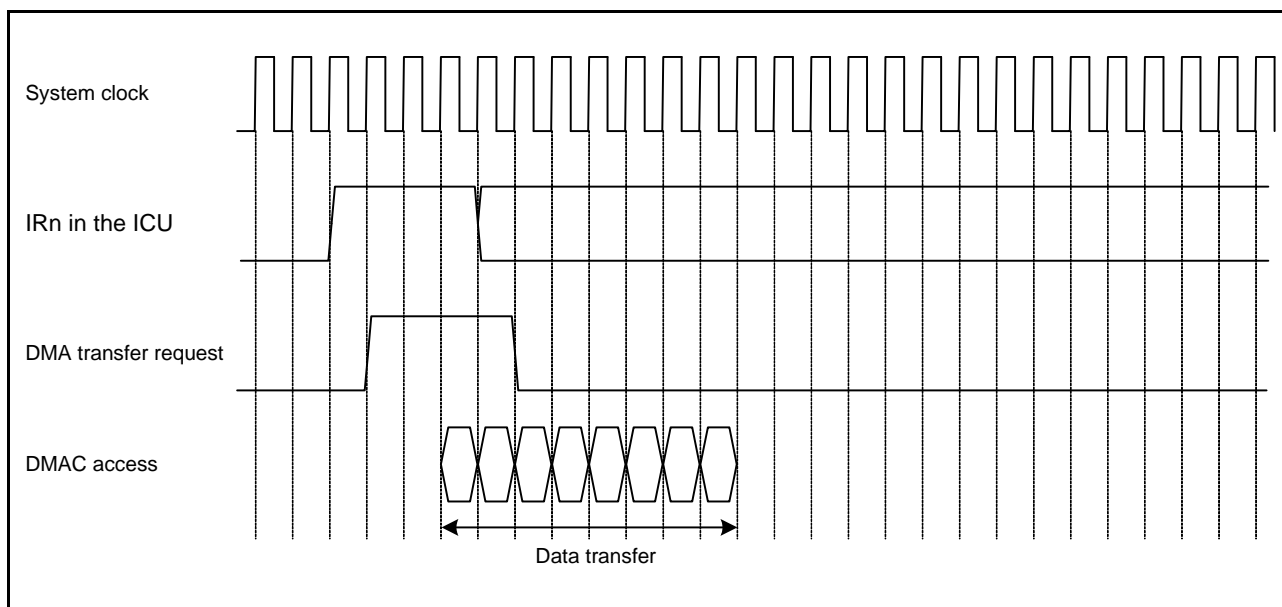 System clock
IRn in the ICU
DMA transfer request
DMAC access
Data transfer